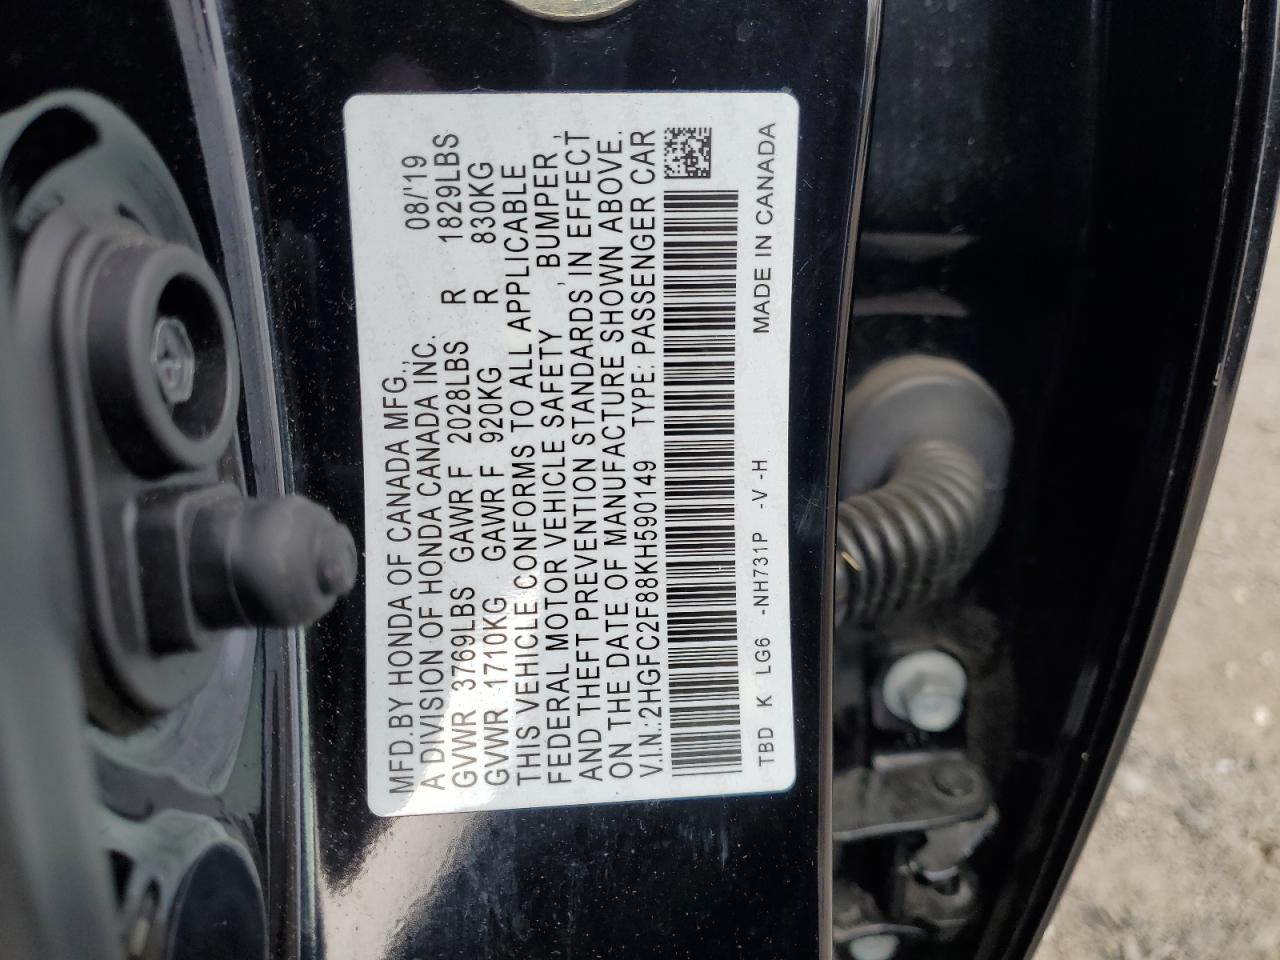 MFD.BY HONDA OF CANADA MFG., 08/'19
A DIVISION OF HONDA CANADA INC.
GVWR 3769LBS GAWR F 2028LBS R 1829LBS
GVWR 1710KG GAWR F 920KG R 830KG
THIS VEHICLE CONFORMS TO ALL APPLICABLE
FEDERAL MOTOR VEHICLE SAFETY, BUMPER,
AND THEFT PREVENTION STANDARDS IN EFFECT
ON THE DATE OF MANUFACTURE SHOWN ABOVE.
V.I.N.:2HGFC2F88KH590149 TYPE: PASSENGER CAR
TBD K LG6 -NH731P -V -H MADE IN CANADA